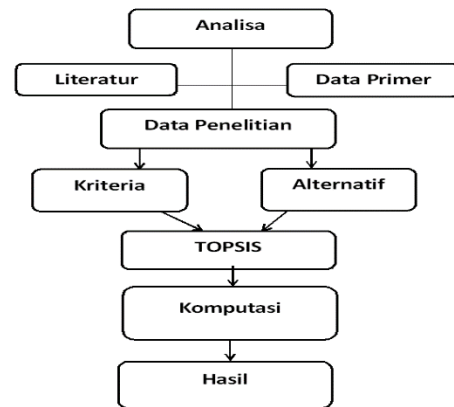 Analisa
Literatur
Data Primer
Data Penelitian
Kriteria
Alternatif
TOPSIS
Komputasi
Hasil